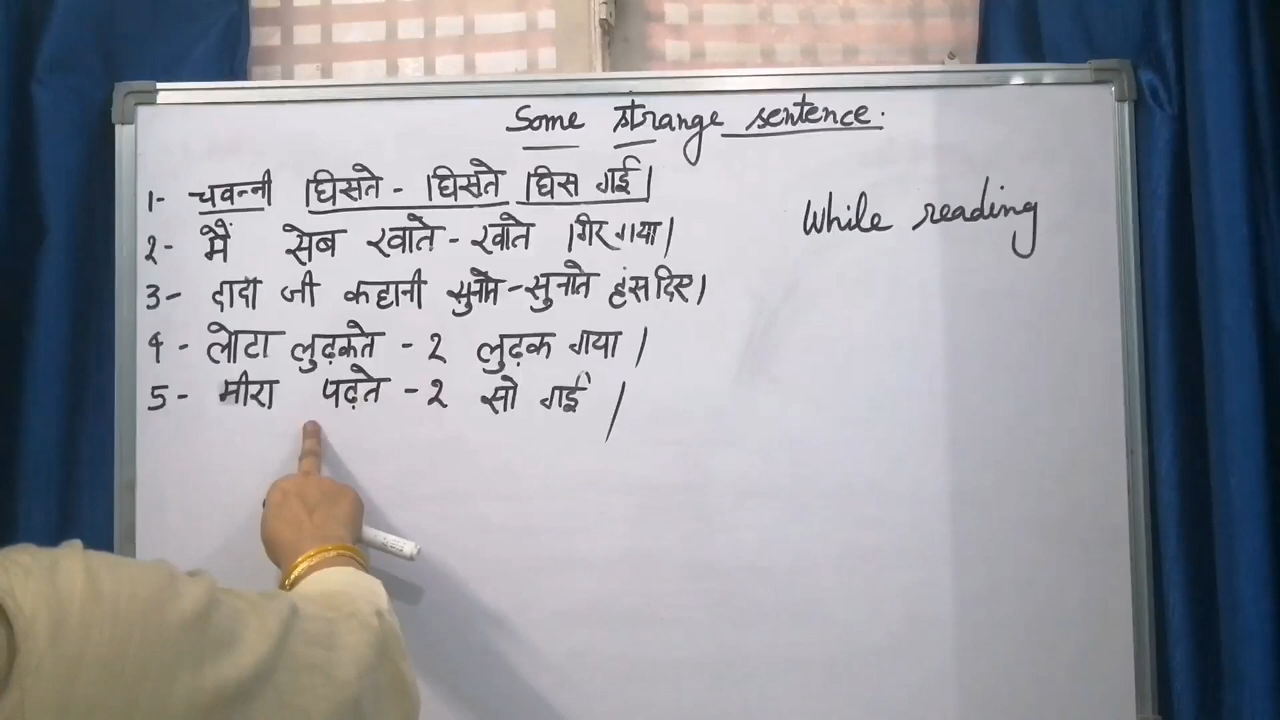 Some strange sentence.
1- चवन्नी घिसते - घिसते घिस गई।
While reading
2- मैं सेब खाते - खाते गिर गया।
3- दादा जी कहानी सुनाते - सुनाते हंस दिए।
4- लोटा लुढ़कते - 2 लुढ़क गया।
5- मीरा पढ़ते - 2 सो गई।